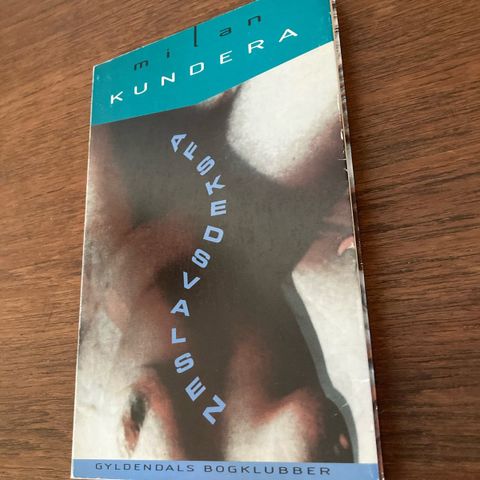 milan
KUNDERA
AFSKEDSVALSEN
GYLDENDALS BOGKLUBBER